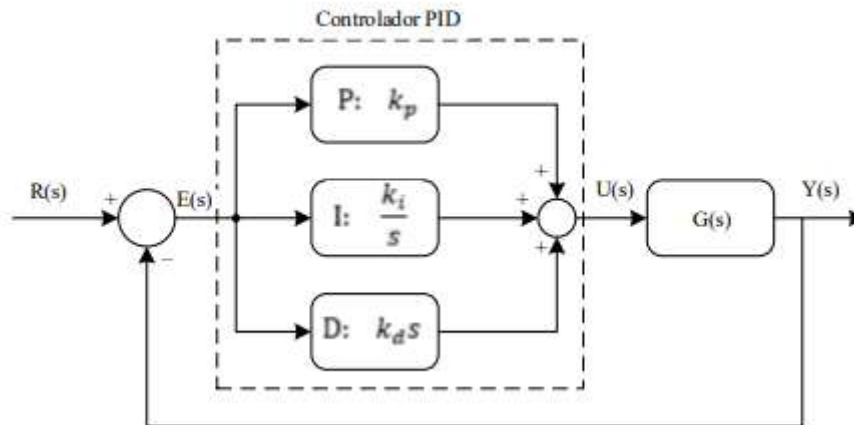 Controlador PID
P: k_p
R(s)
+
E(s)
−
I: k_i/s
+
+
+
U(s)
G(s)
Y(s)
D: k_d s